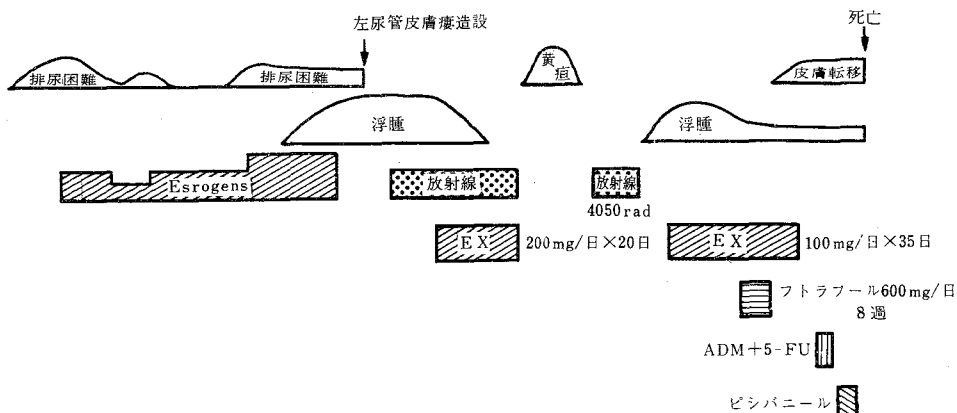 左尿管皮膚瘻造設
死亡
排尿困難
排尿困難
黄疸
皮膚転移
浮腫
浮腫
Esrogens
放射線
放射線
4050rad
EX
200mg/日×20日
EX
100mg/日×35日
フトラフール600mg/日
8週
ADM+5-FU
ピシバニール